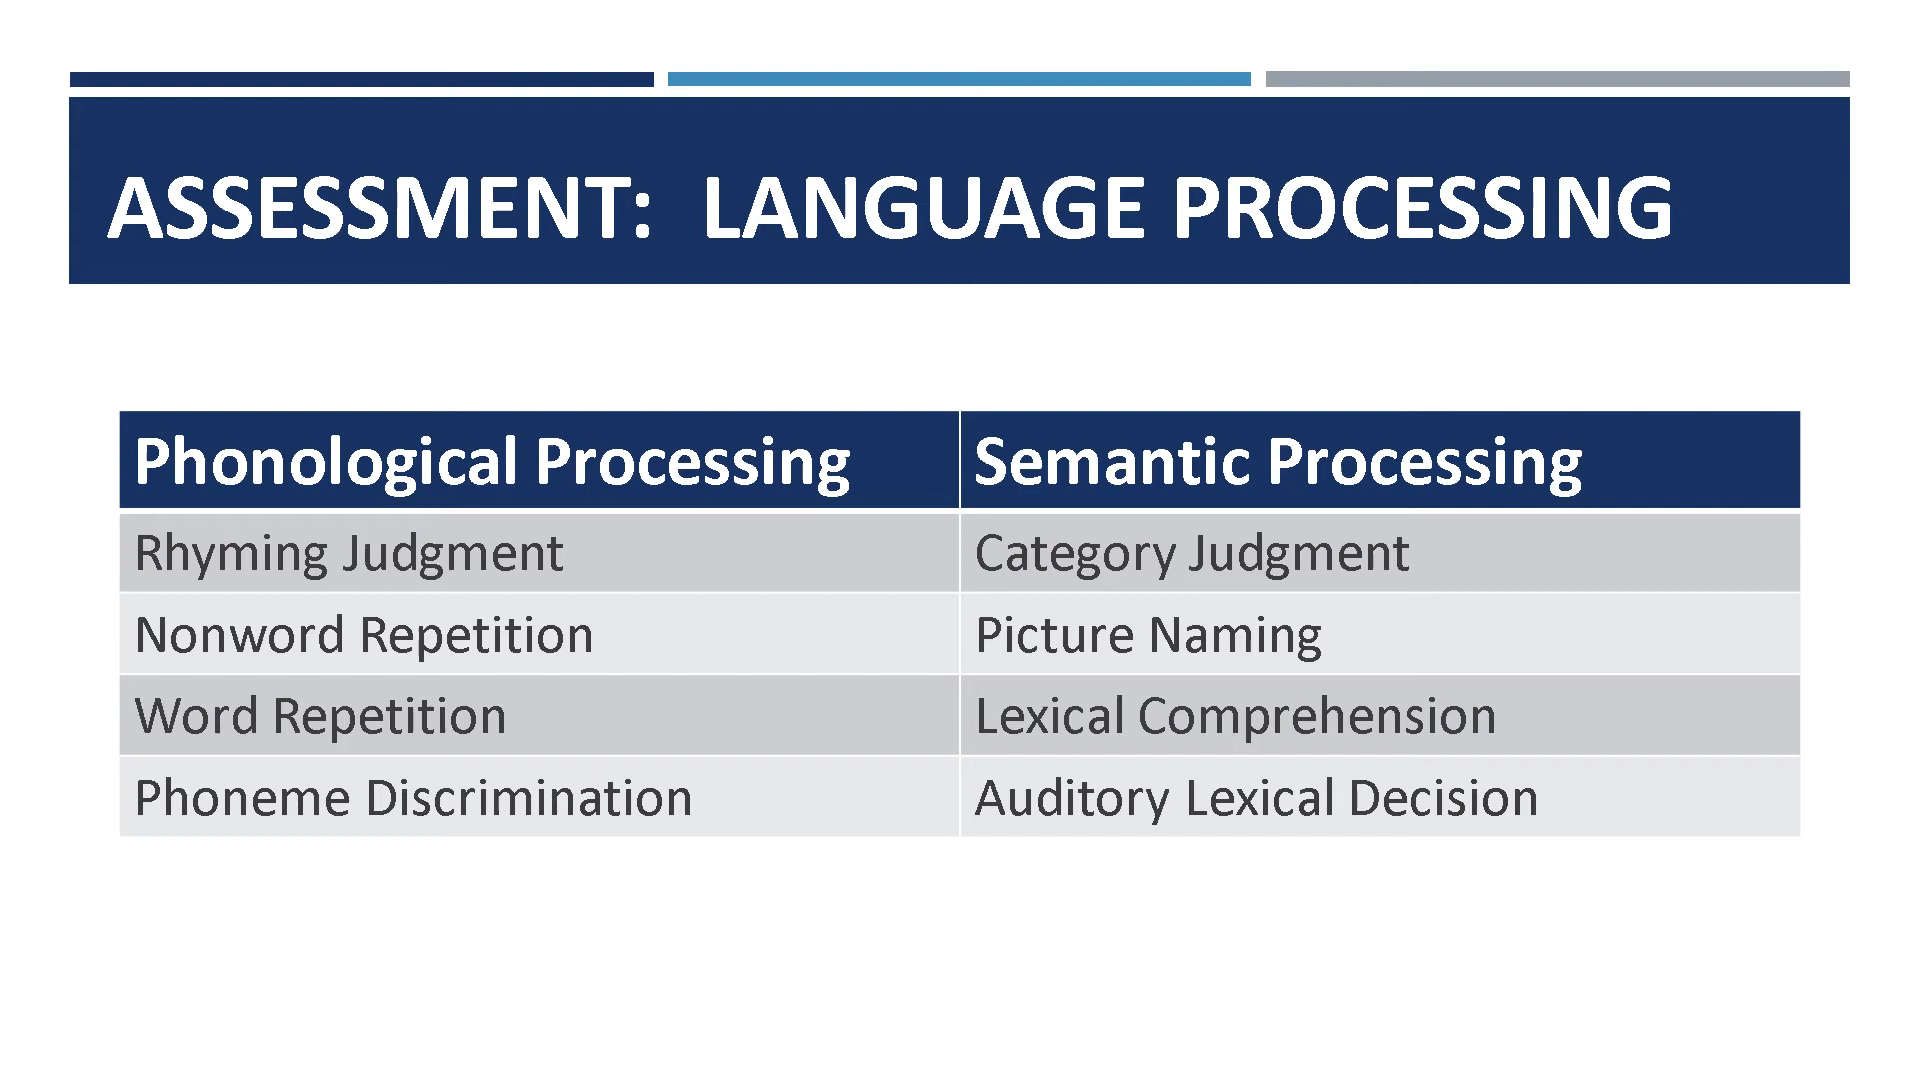 ASSESSMENT: LANGUAGE PROCESSING
Phonological Processing
Semantic Processing
Rhyming Judgment
Category Judgment
Nonword Repetition
Picture Naming
Word Repetition
Lexical Comprehension
Phoneme Discrimination
Auditory Lexical Decision